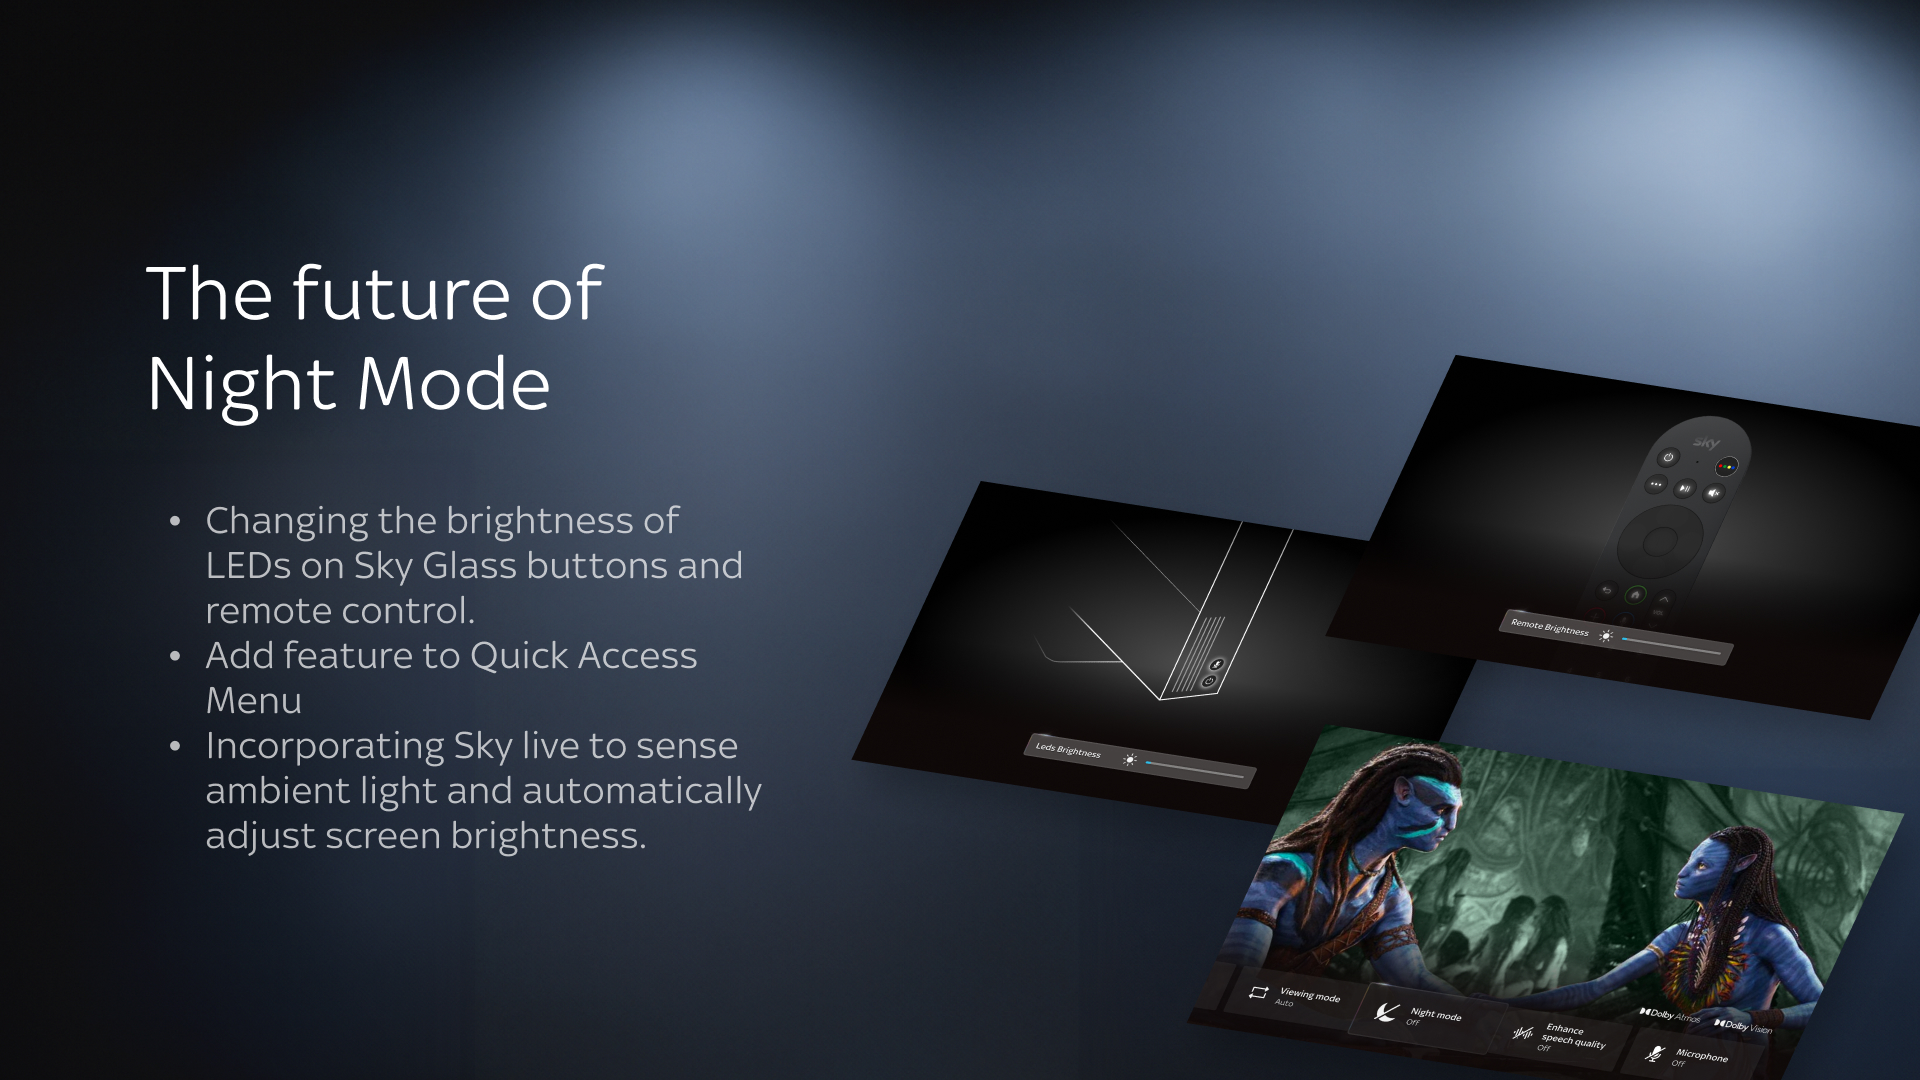 The future of
Night Mode
• Changing the brightness of
LEDs on Sky Glass buttons and
remote control.
• Add feature to Quick Access
Menu
• Incorporating Sky live to sense
ambient light and automatically
adjust screen brightness.
sky
Remote Brightness
Leds Brightness
Viewing mode
Auto
Night mode
Off
Enhance
speech quality
Off
Dolby Atmos
Dolby Vision
Microphone
Off